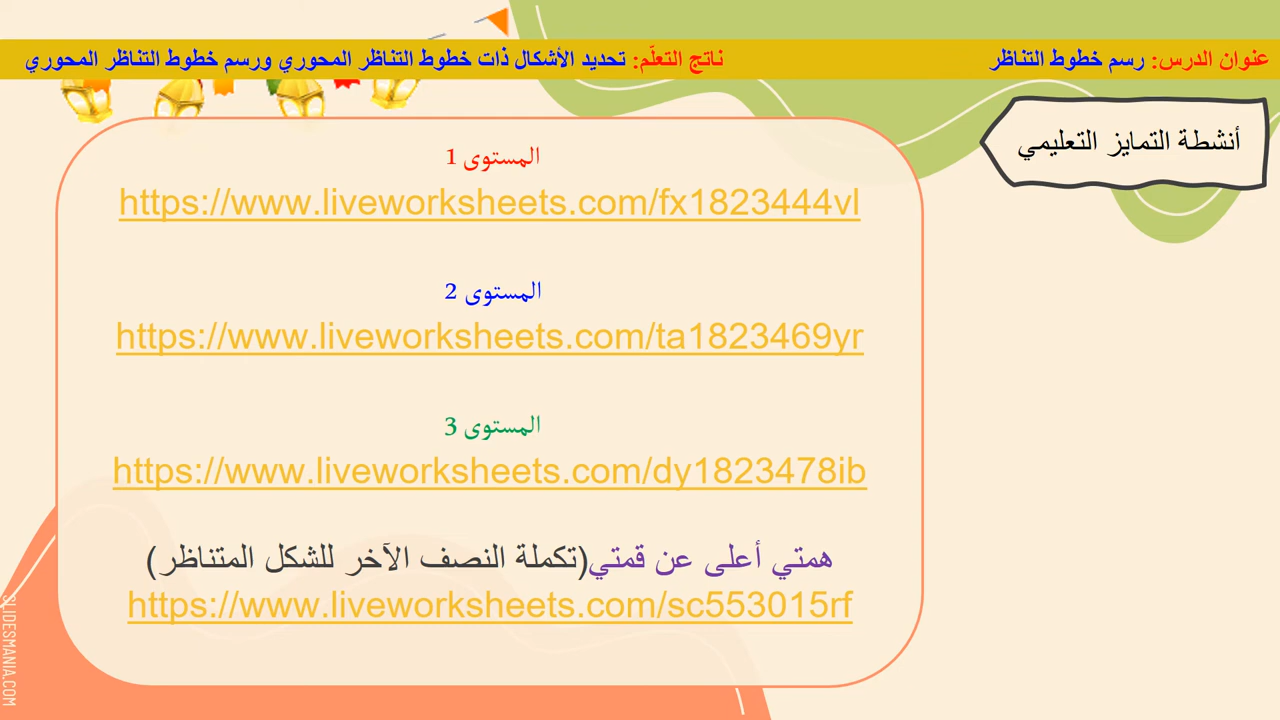 عنوان الدرس: رسم خطوط التناظر
ناتج التعلّم: تحديد الأشكال ذات خطوط التناظر المحوري ورسم خطوط التناظر المحوري
أنشطة التمايز التعليمي
المستوى 1
https://www.liveworksheets.com/fx1823444vl
المستوى 2
https://www.liveworksheets.com/ta1823469yr
المستوى 3
https://www.liveworksheets.com/dy1823478ib
همتي أعلى عن قمتي(تكملة النصف الآخر للشكل المتناظر)
https://www.liveworksheets.com/sc553015rf
SLIDESMANIA.COM